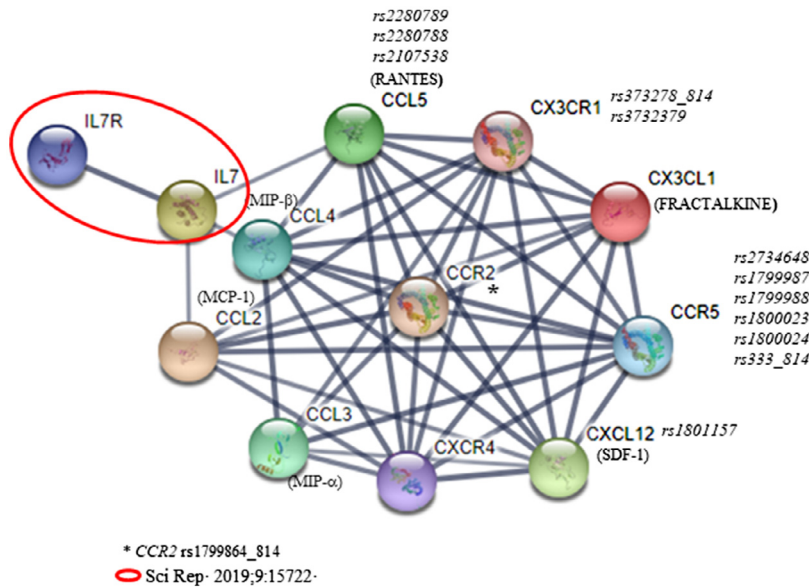 rs2280789
rs2280788
rs2107538
(RANTES)
CCL5
CX3CR1
rs373278_814
rs3732379
IL7R
IL7
CX3CL1
(FRACTALKINE)
(MIP-β)
CCL4
CCR2
*
rs2734648
rs1799987
rs1799988
rs1800023
rs1800024
rs333_814
CCR5
(MCP-1)
CCL2
CCL3
(MIP-α)
CXCR4
CXCL12
rs1801157
(SDF-1)
* CCR2 rs1799864_814
Sci Rep· 2019;9:15722·